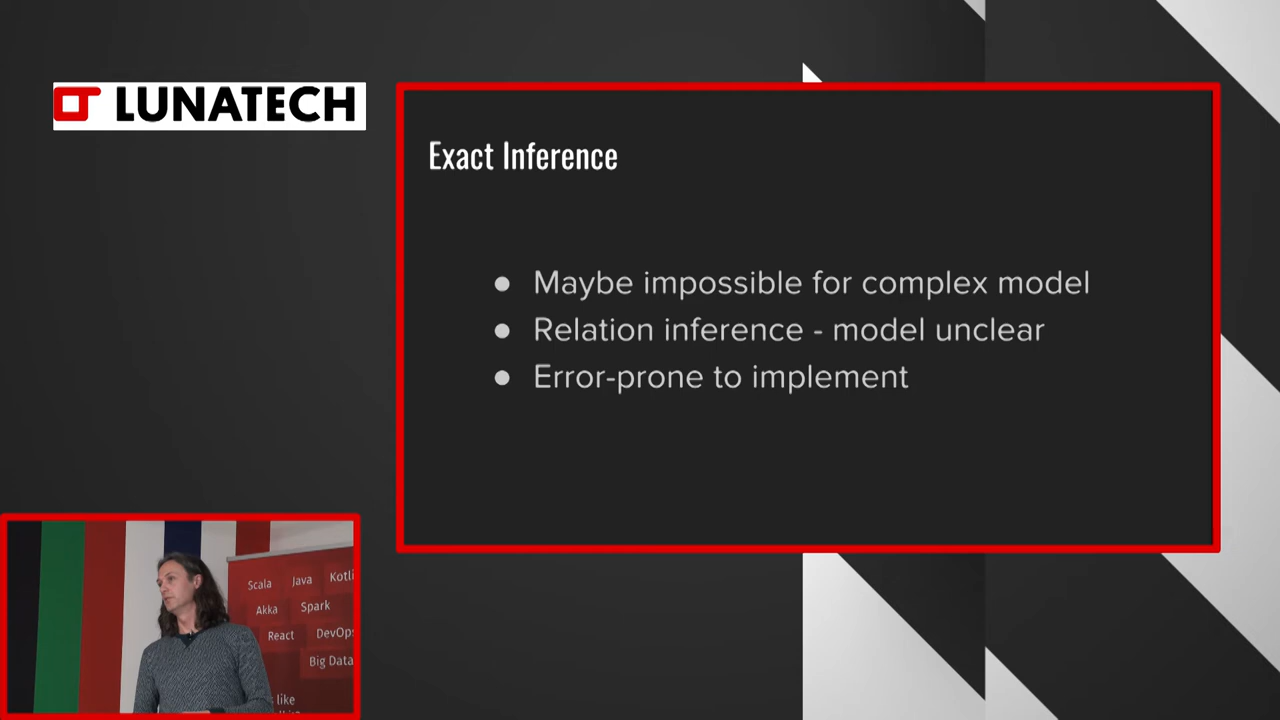 LUNATECH
Exact Inference
Maybe impossible for complex model
Relation inference - model unclear
Error-prone to implement
Scala Java
Akka Spark
React
Big Data
like